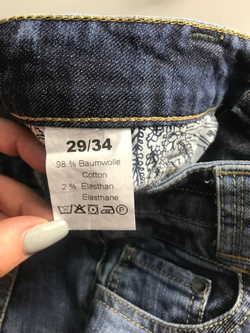 29/34
98 % Baumwolle
Cotton
2 % Elasthan
Elasthane